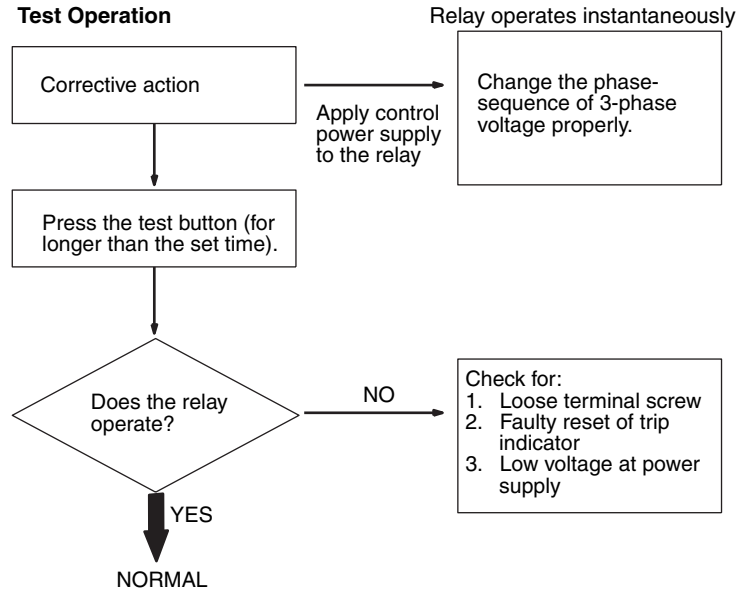 Test Operation
Relay operates instantaneously
Corrective action
Apply control
power supply
to the relay
Change the phase-
sequence of 3-phase
voltage properly.
Press the test button (for
longer than the set time).
Does the relay
operate?
NO
Check for:
1. Loose terminal screw
2. Faulty reset of trip
indicator
3. Low voltage at power
supply
YES
NORMAL